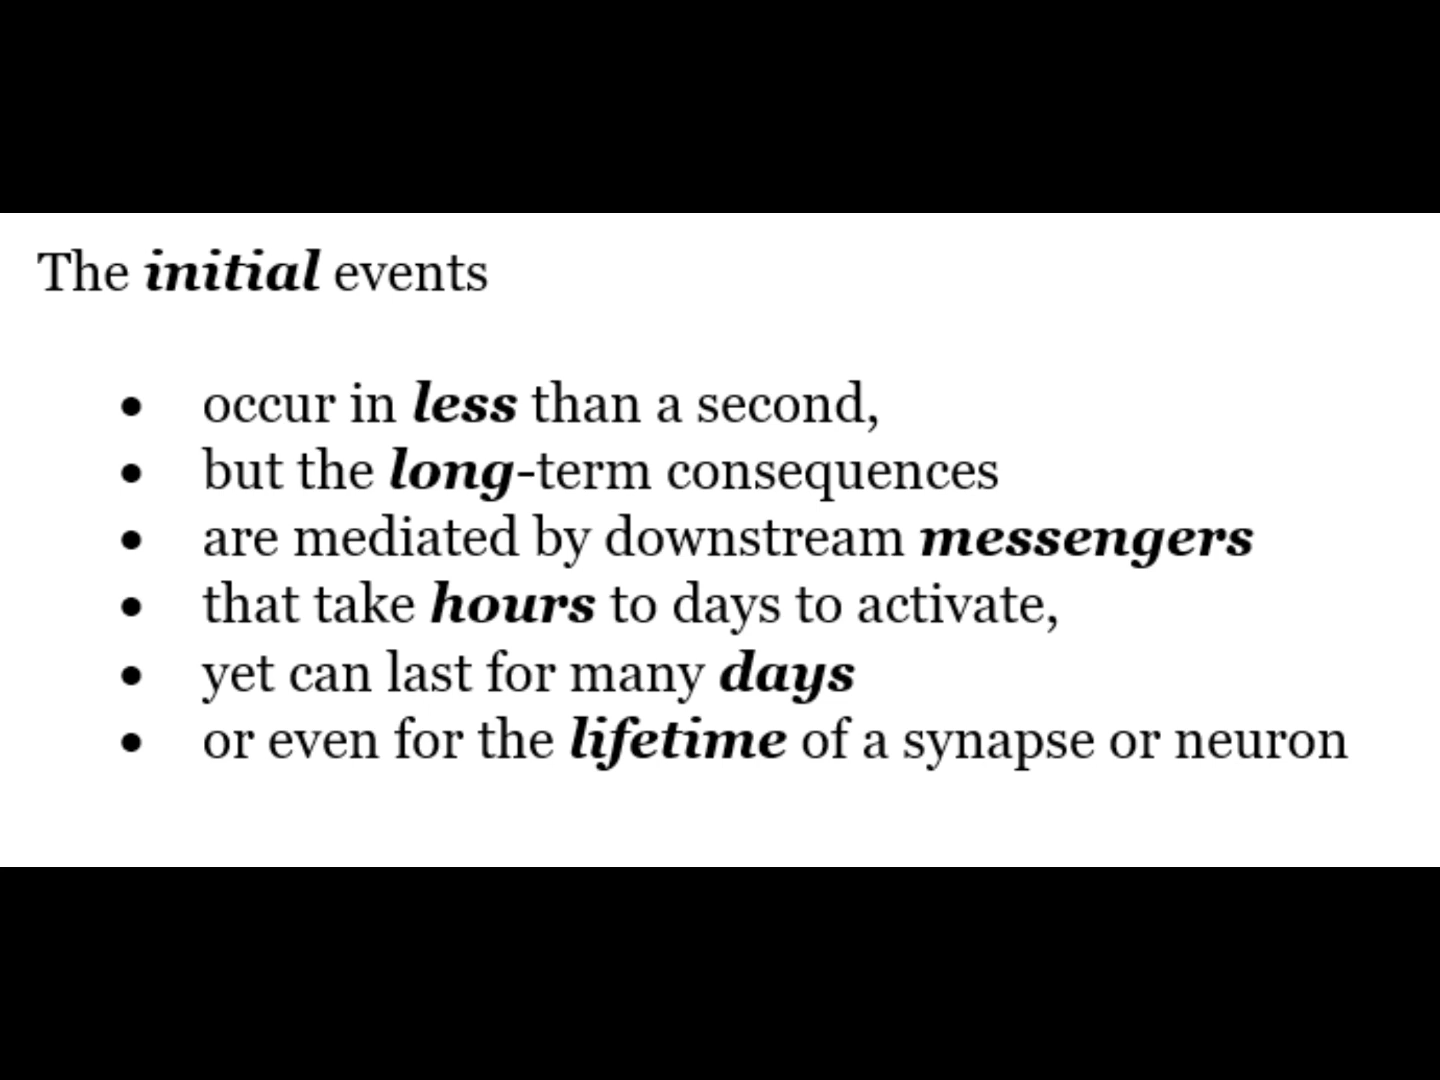 The initial events
• occur in less than a second,
• but the long-term consequences
• are mediated by downstream messengers
• that take hours to days to activate,
• yet can last for many days
• or even for the lifetime of a synapse or neuron